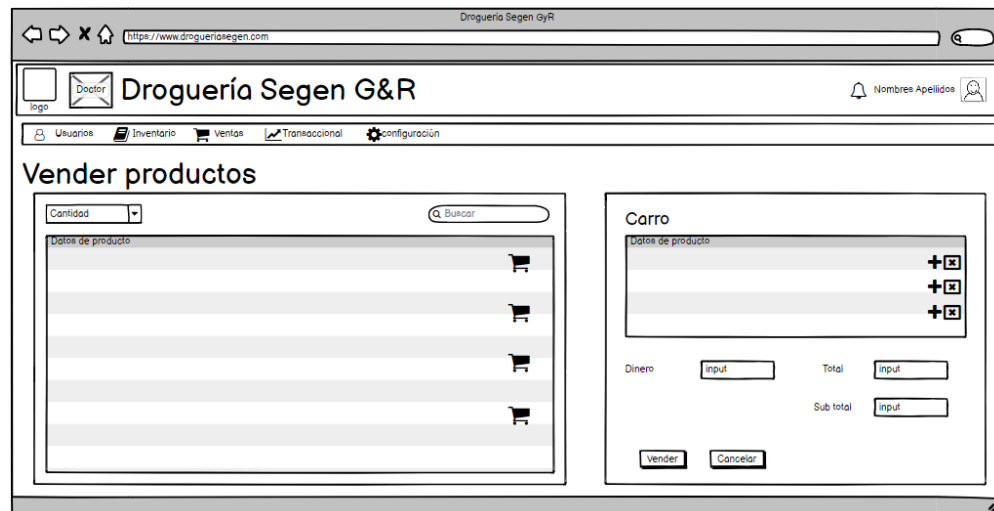 Droguería Segen GyR
https://www.drogueriasegen.com
logo
Doctor
Droguería Segen G&R
Nombres Apellidos
Usuarios Inventario Ventas Transaccional configuración
Vender productos
Cantidad
Buscar
Datos de producto
Carro
Datos de producto
Dinero input Total input
Sub total input
Vender Cancelar